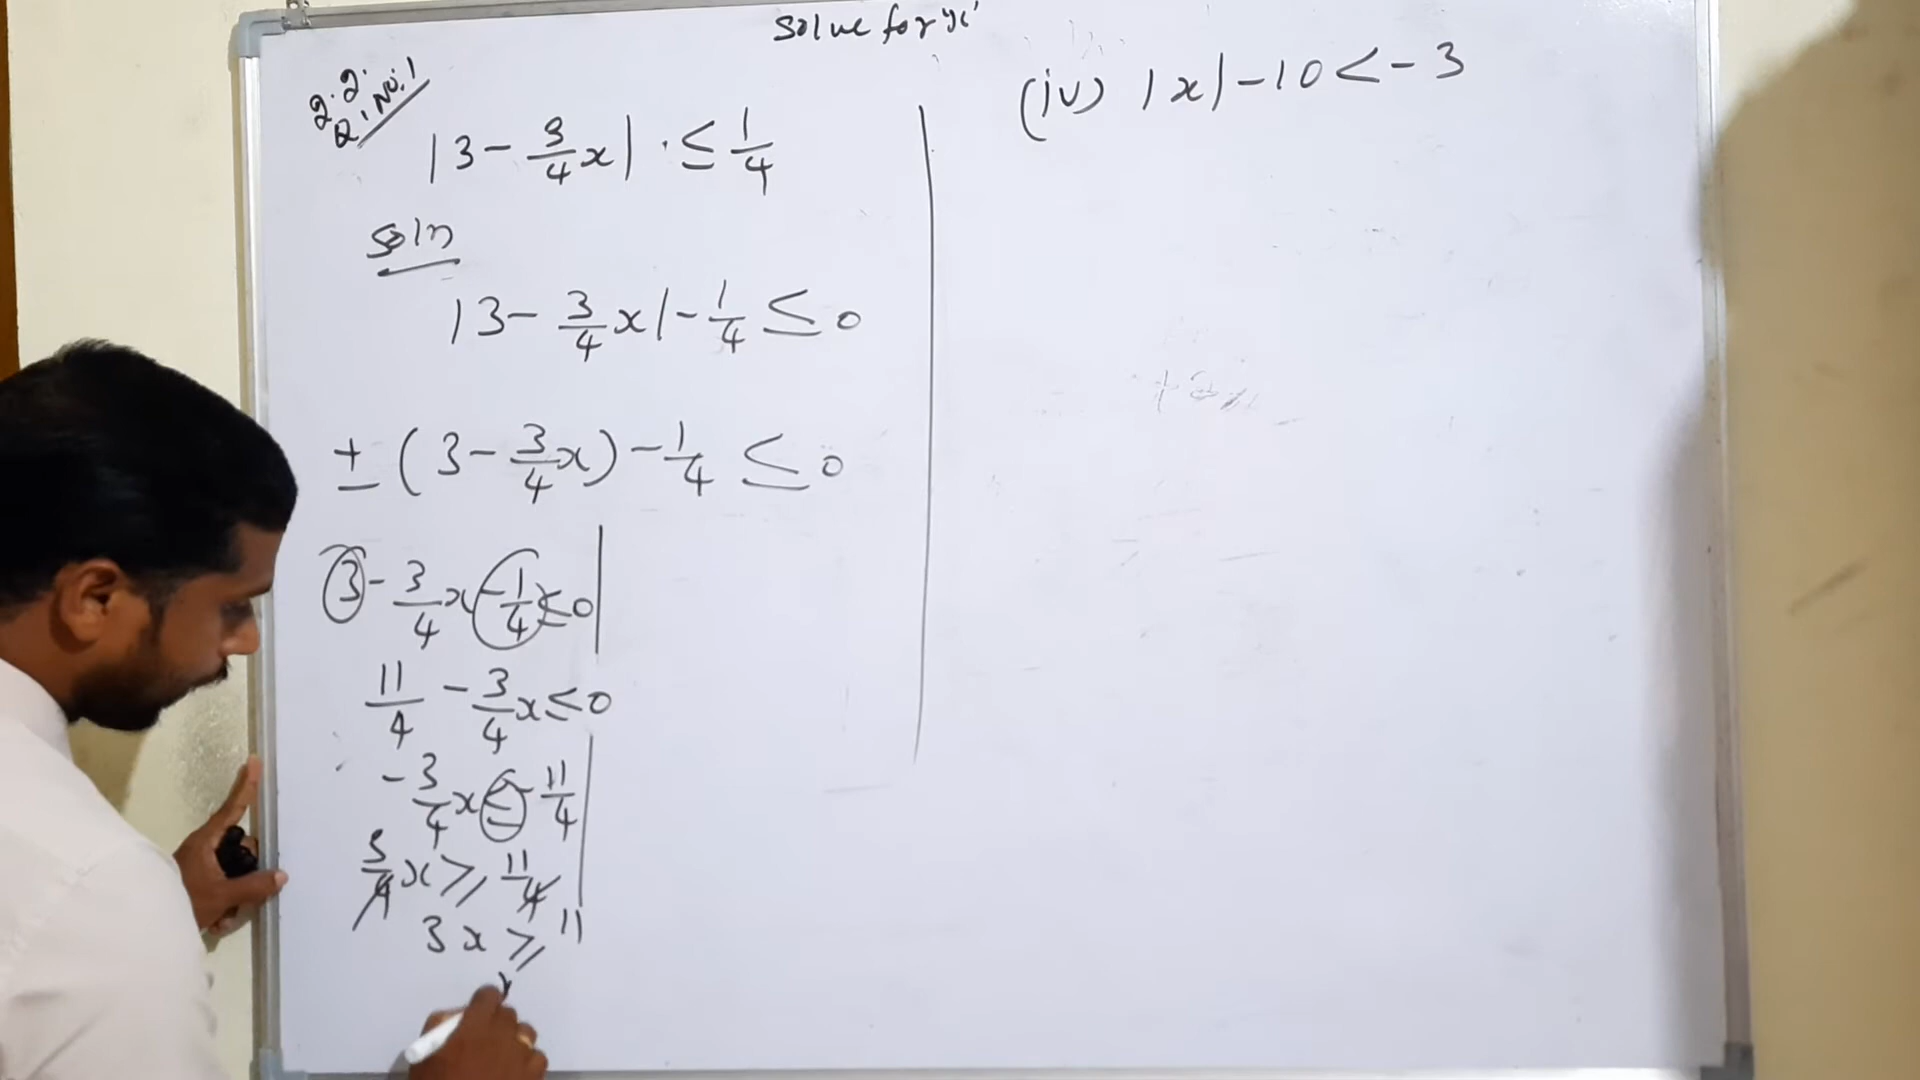 Solve for 'x'
2.2
Q.No.1
|3 - 3/4 x| ≤ 1/4
Soln
|3 - 3/4 x| - 1/4 ≤ 0
± (3 - 3/4 x) - 1/4 ≤ 0
3 - 3/4 x - 1/4 ≤ 0
11/4 - 3/4 x ≤ 0
- 3/4 x ≤ - 11/4
3/4 x ≥ 11/4
3x ≥ 11
(iv) |x| - 10 < - 3